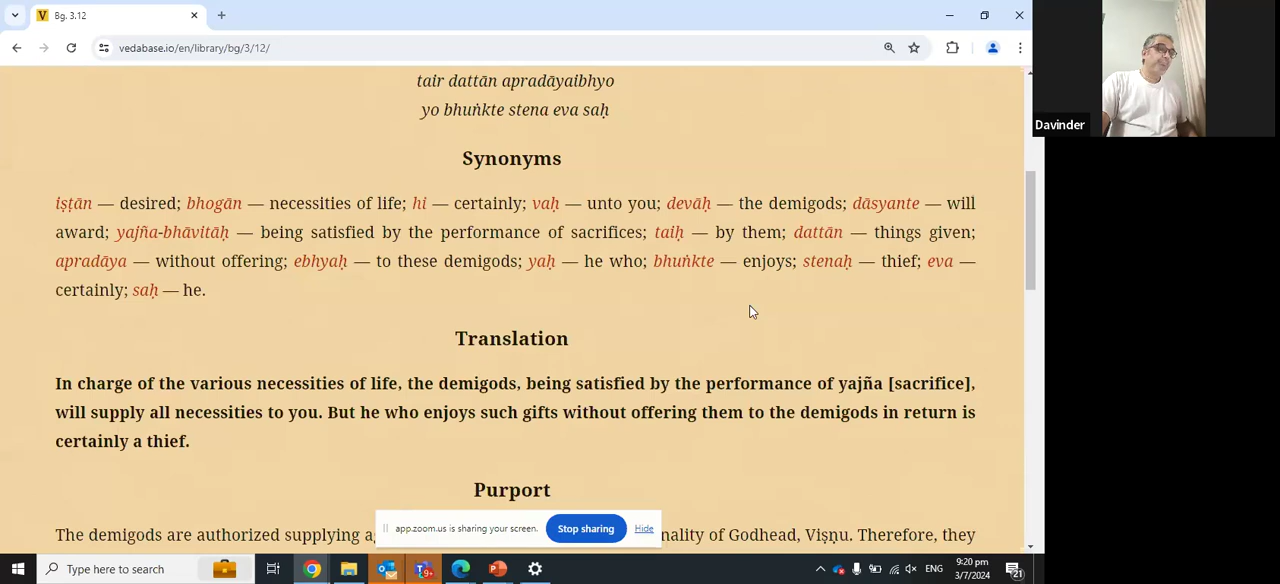 Bg. 3.12
vedabase.io/en/library/bg/3/12/
tair dattān apradāyaibhyo
yo bhuṅkte stena eva saḥ
Synonyms
iṣṭān — desired; bhogān — necessities of life; hi — certainly; vaḥ — unto you; devāḥ — the demigods; dāsyante — will
award; yajña-bhāvitāḥ — being satisfied by the performance of sacrifices; taiḥ — by them; dattān — things given;
apradāya — without offering; ebhyaḥ — to these demigods; yaḥ — he who; bhuṅkte — enjoys; stenaḥ — thief; eva —
certainly; saḥ — he.
Translation
In charge of the various necessities of life, the demigods, being satisfied by the performance of yajña [sacrifice],
will supply all necessities to you. But he who enjoys such gifts without offering them to the demigods in return is
certainly a thief.
Purport
The demigods are authorized supplying nality of Godhead, Viṣṇu. Therefore, they
app.zoom.us is sharing your screen. Stop sharing Hide
Davinder
Type here to search
ENG
9:20 pm
3/7/2024
21